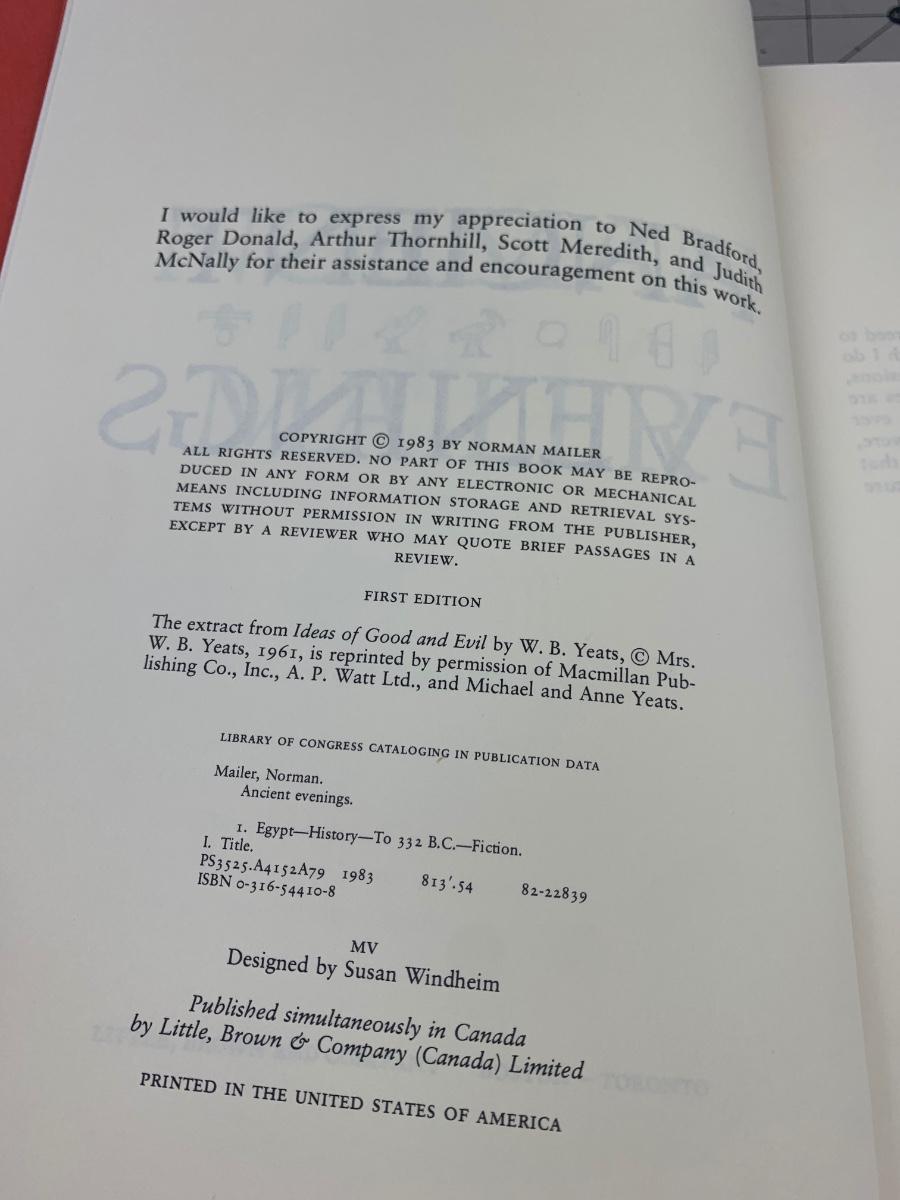 I would like to express my appreciation to Ned Bradford,
Roger Donald, Arthur Thornhill, Scott Meredith, and Judith
McNally for their assistance and encouragement on this work.
COPYRIGHT © 1983 BY NORMAN MAILER
ALL RIGHTS RESERVED. NO PART OF THIS BOOK MAY BE REPRO-
DUCED IN ANY FORM OR BY ANY ELECTRONIC OR MECHANICAL
MEANS INCLUDING INFORMATION STORAGE AND RETRIEVAL SYS-
TEMS WITHOUT PERMISSION IN WRITING FROM THE PUBLISHER,
EXCEPT BY A REVIEWER WHO MAY QUOTE BRIEF PASSAGES IN A
REVIEW.
FIRST EDITION
The extract from Ideas of Good and Evil by W. B. Yeats, © Mrs.
W. B. Yeats, 1961, is reprinted by permission of Macmillan Pub-
lishing Co., Inc., A. P. Watt Ltd., and Michael and Anne Yeats.
LIBRARY OF CONGRESS CATALOGING IN PUBLICATION DATA
Mailer, Norman.
Ancient evenings.
1. Egypt—History—To 332 B.C.—Fiction.
I. Title.
PS3525.A4152A79 1983 813'.54 82-22839
ISBN 0-316-54410-8
MV
Designed by Susan Windheim
Published simultaneously in Canada
by Little, Brown & Company (Canada) Limited
PRINTED IN THE UNITED STATES OF AMERICA